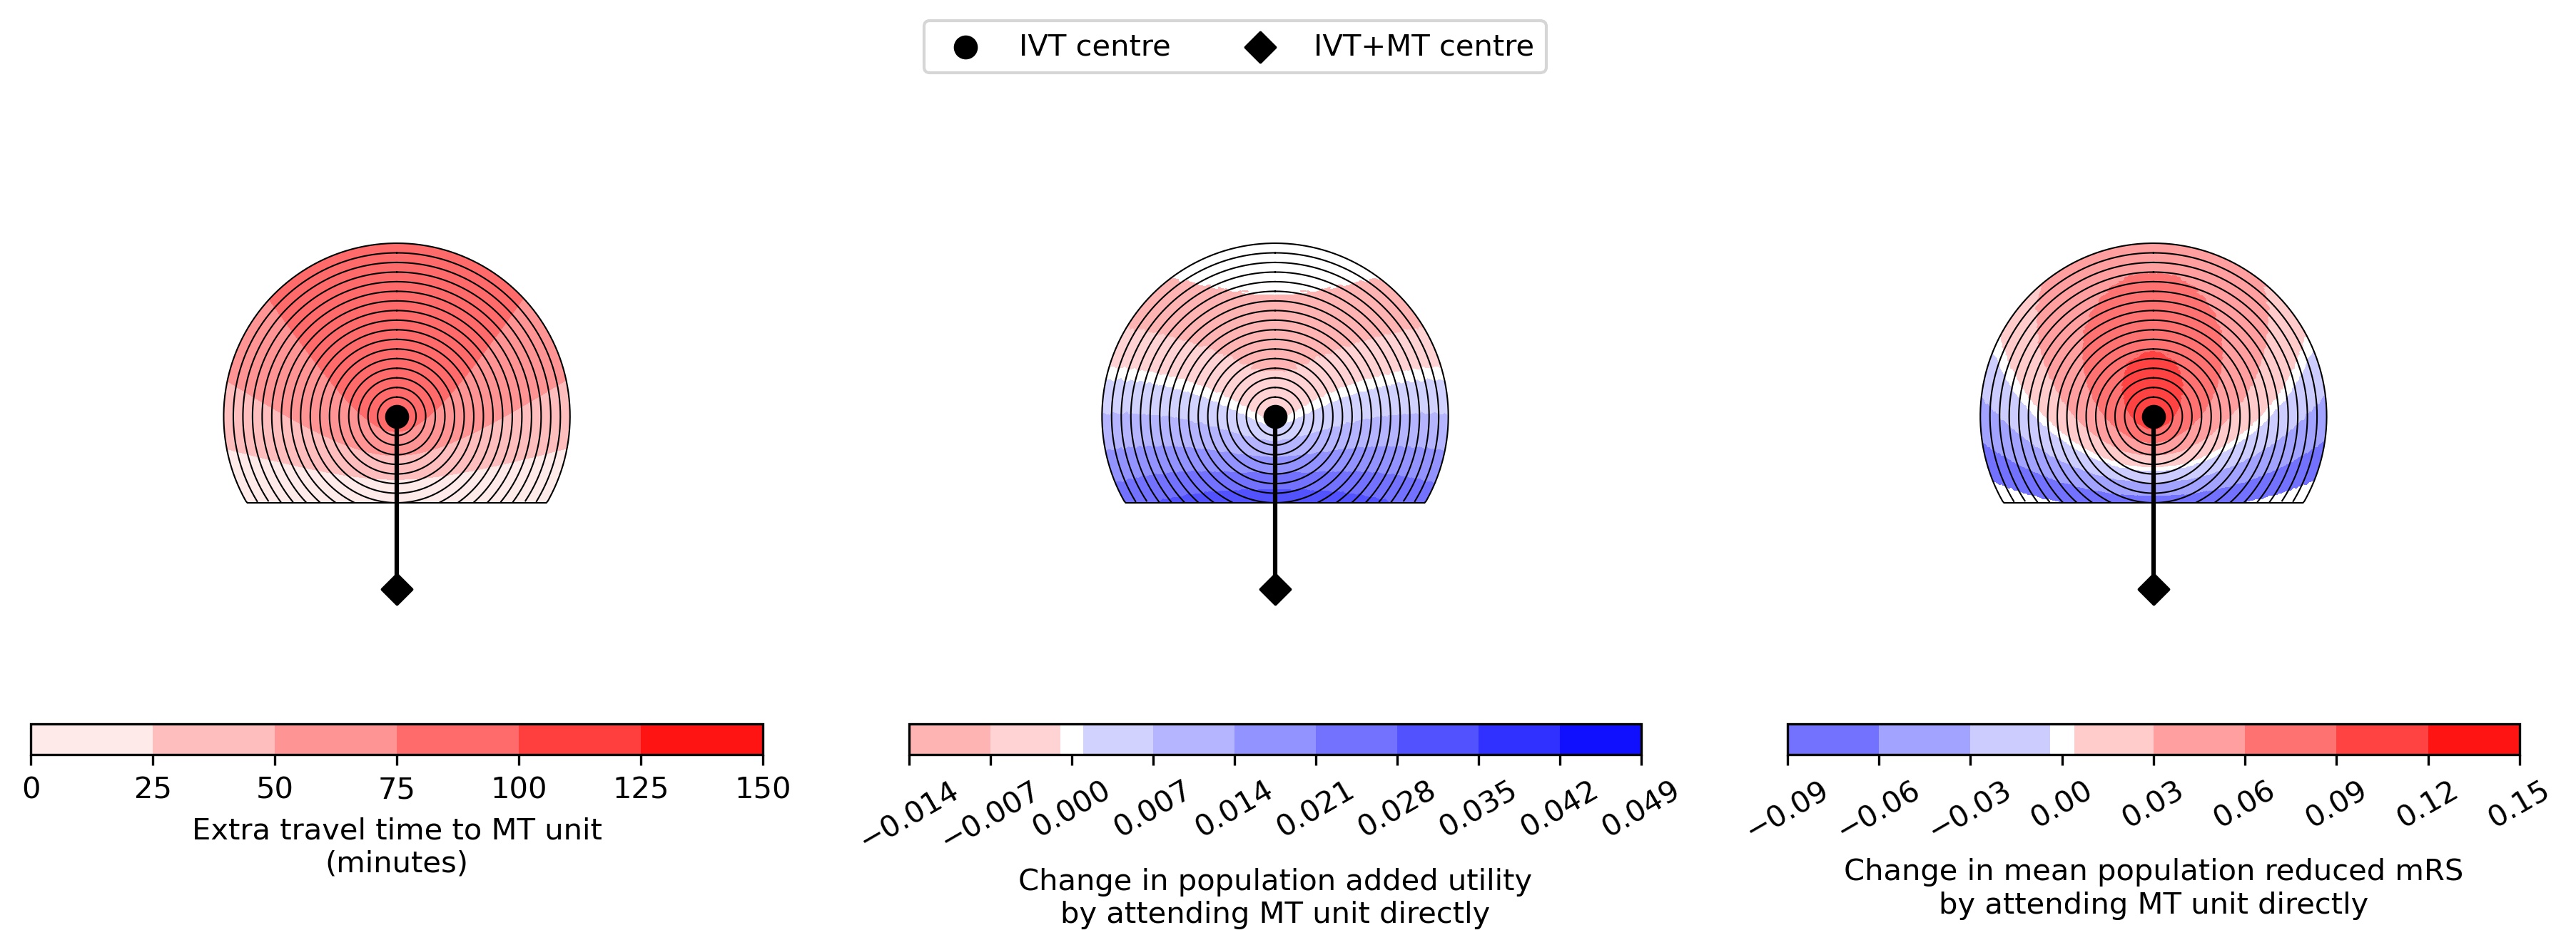 IVT centre IVT+MT centre
0 25 50 75 100 125 150
Extra travel time to MT unit
(minutes)
−0.014 −0.007 0.000 0.007 0.014 0.021 0.028 0.035 0.042 0.049
Change in population added utility
by attending MT unit directly
−0.09 −0.06 −0.03 0.00 0.03 0.06 0.09 0.12 0.15
Change in mean population reduced mRS
by attending MT unit directly